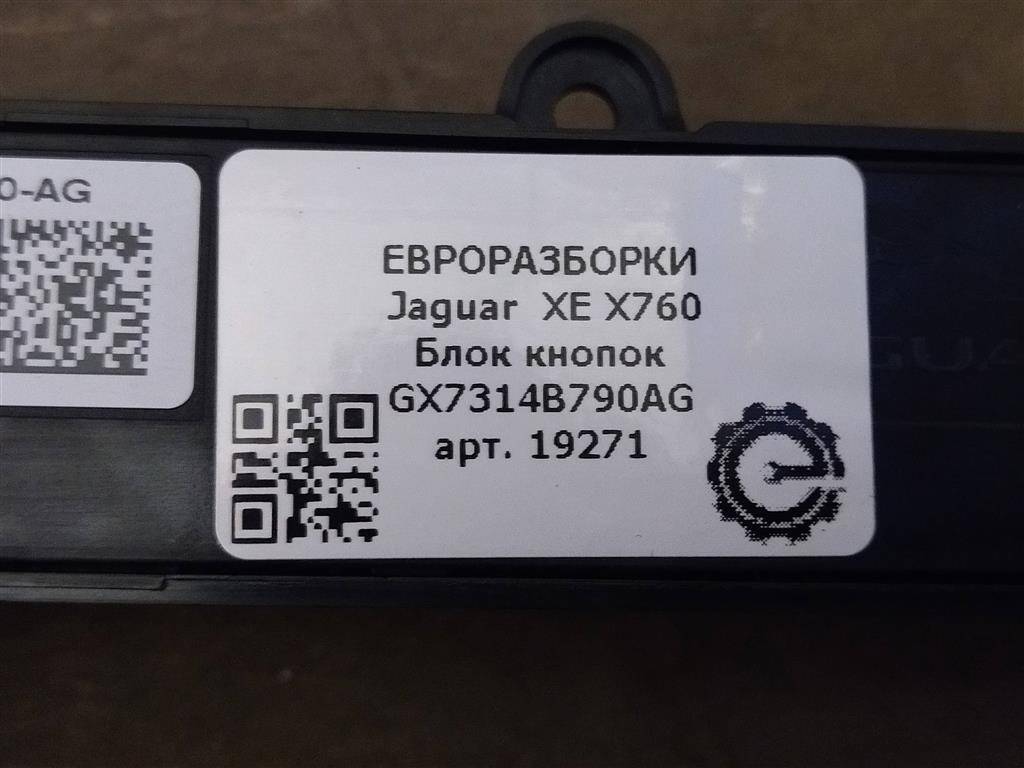 0-AG
ЕВРОРАЗБОРКИ
Jaguar XE X760
Блок кнопок
GX7314B790AG
арт. 19271